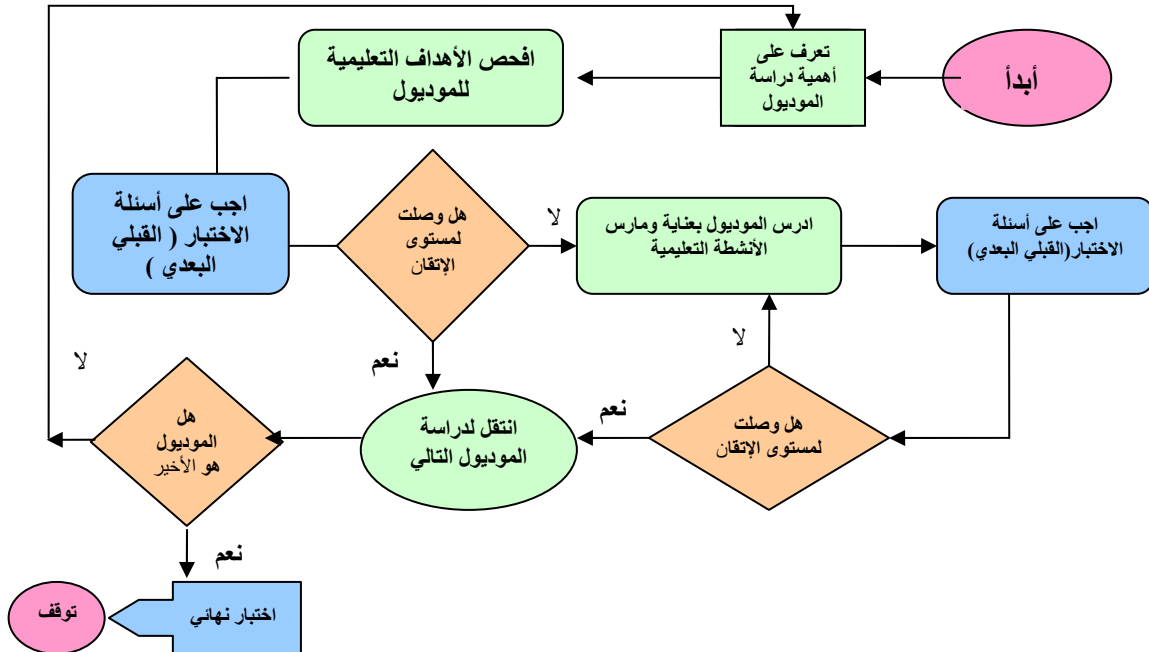 أبدأ
تعرف على
أهمية دراسة
الموديول
افحص الأهداف التعليمية
للموديول
اجب على أسئلة
الاختبار ( القبلي
البعدي )
هل وصلت
لمستوى
الإتقان
لا
ادرس الموديول بعناية ومارس
الأنشطة التعليمية
اجب على أسئلة
الاختبار(القبلي البعدي)
لا
نعم
هل وصلت
لمستوى الإتقان
نعم
انتقل لدراسة
الموديول التالي
هل
الموديول
هو الأخير
لا
نعم
اختبار نهائي
توقف